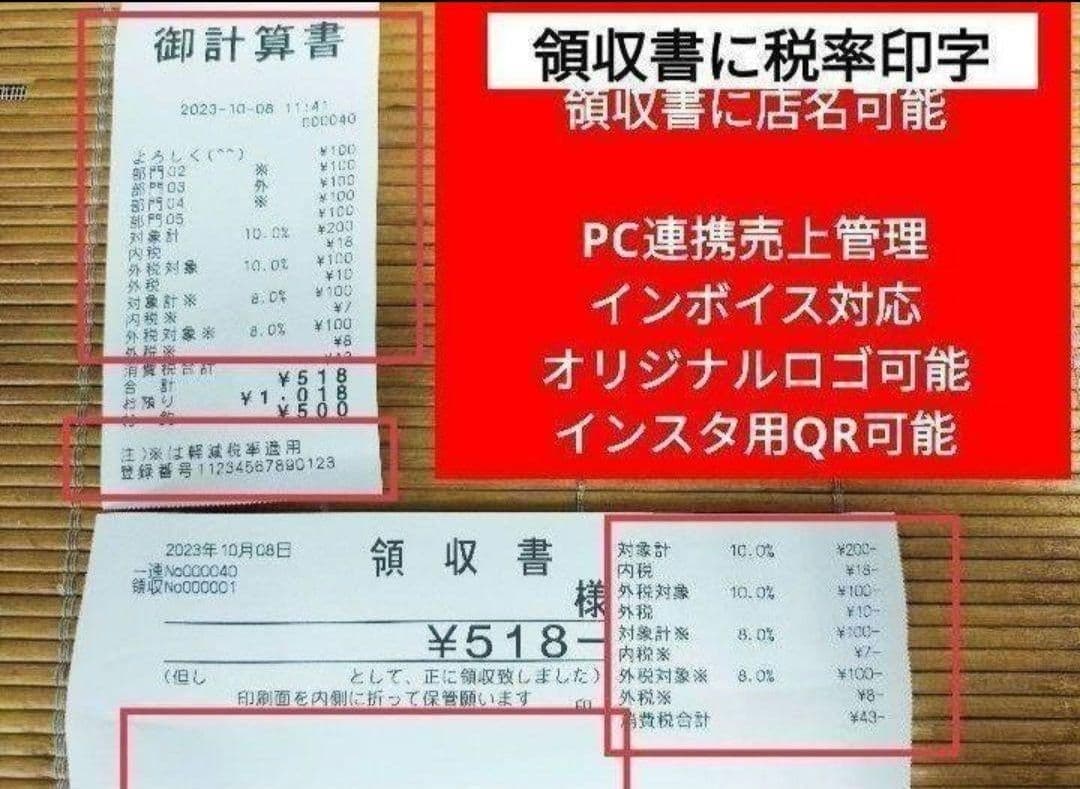 御計算書
2023-10-08 11:41
000040
よろしく(^^) ¥100
部門02 ※ ¥100
部門03 外 ¥100
部門04 ※ ¥100
部門05 ¥100
対象計 10.0% ¥200
内税 ¥18
外税対象 10.0% ¥100
外税 ¥10
対象計※ 8.0% ¥100
内税※ ¥7
外税対象※ 8.0% ¥100
外税※ ¥8
消費税合計
合計 ¥518
お預り ¥1,018
¥500
注)※は軽減税率適用
登録番号11234567890123
領収書に税率印字
領収書に店名可能
PC連携売上管理
インボイス対応
オリジナルロゴ可能
インスタ用QR可能
2023年10月08日
一連No000040
領収No000001
領収書
様
¥518-
(但し として、正に領収致しました)
印刷面を内側に折って保管願います 印
対象計 10.0% ¥200-
内税 ¥18-
外税対象 10.0% ¥100-
外税 ¥10-
対象計※ 8.0% ¥100-
内税※ ¥7-
外税対象※ 8.0% ¥100-
外税※ ¥8-
消費税合計 ¥43-